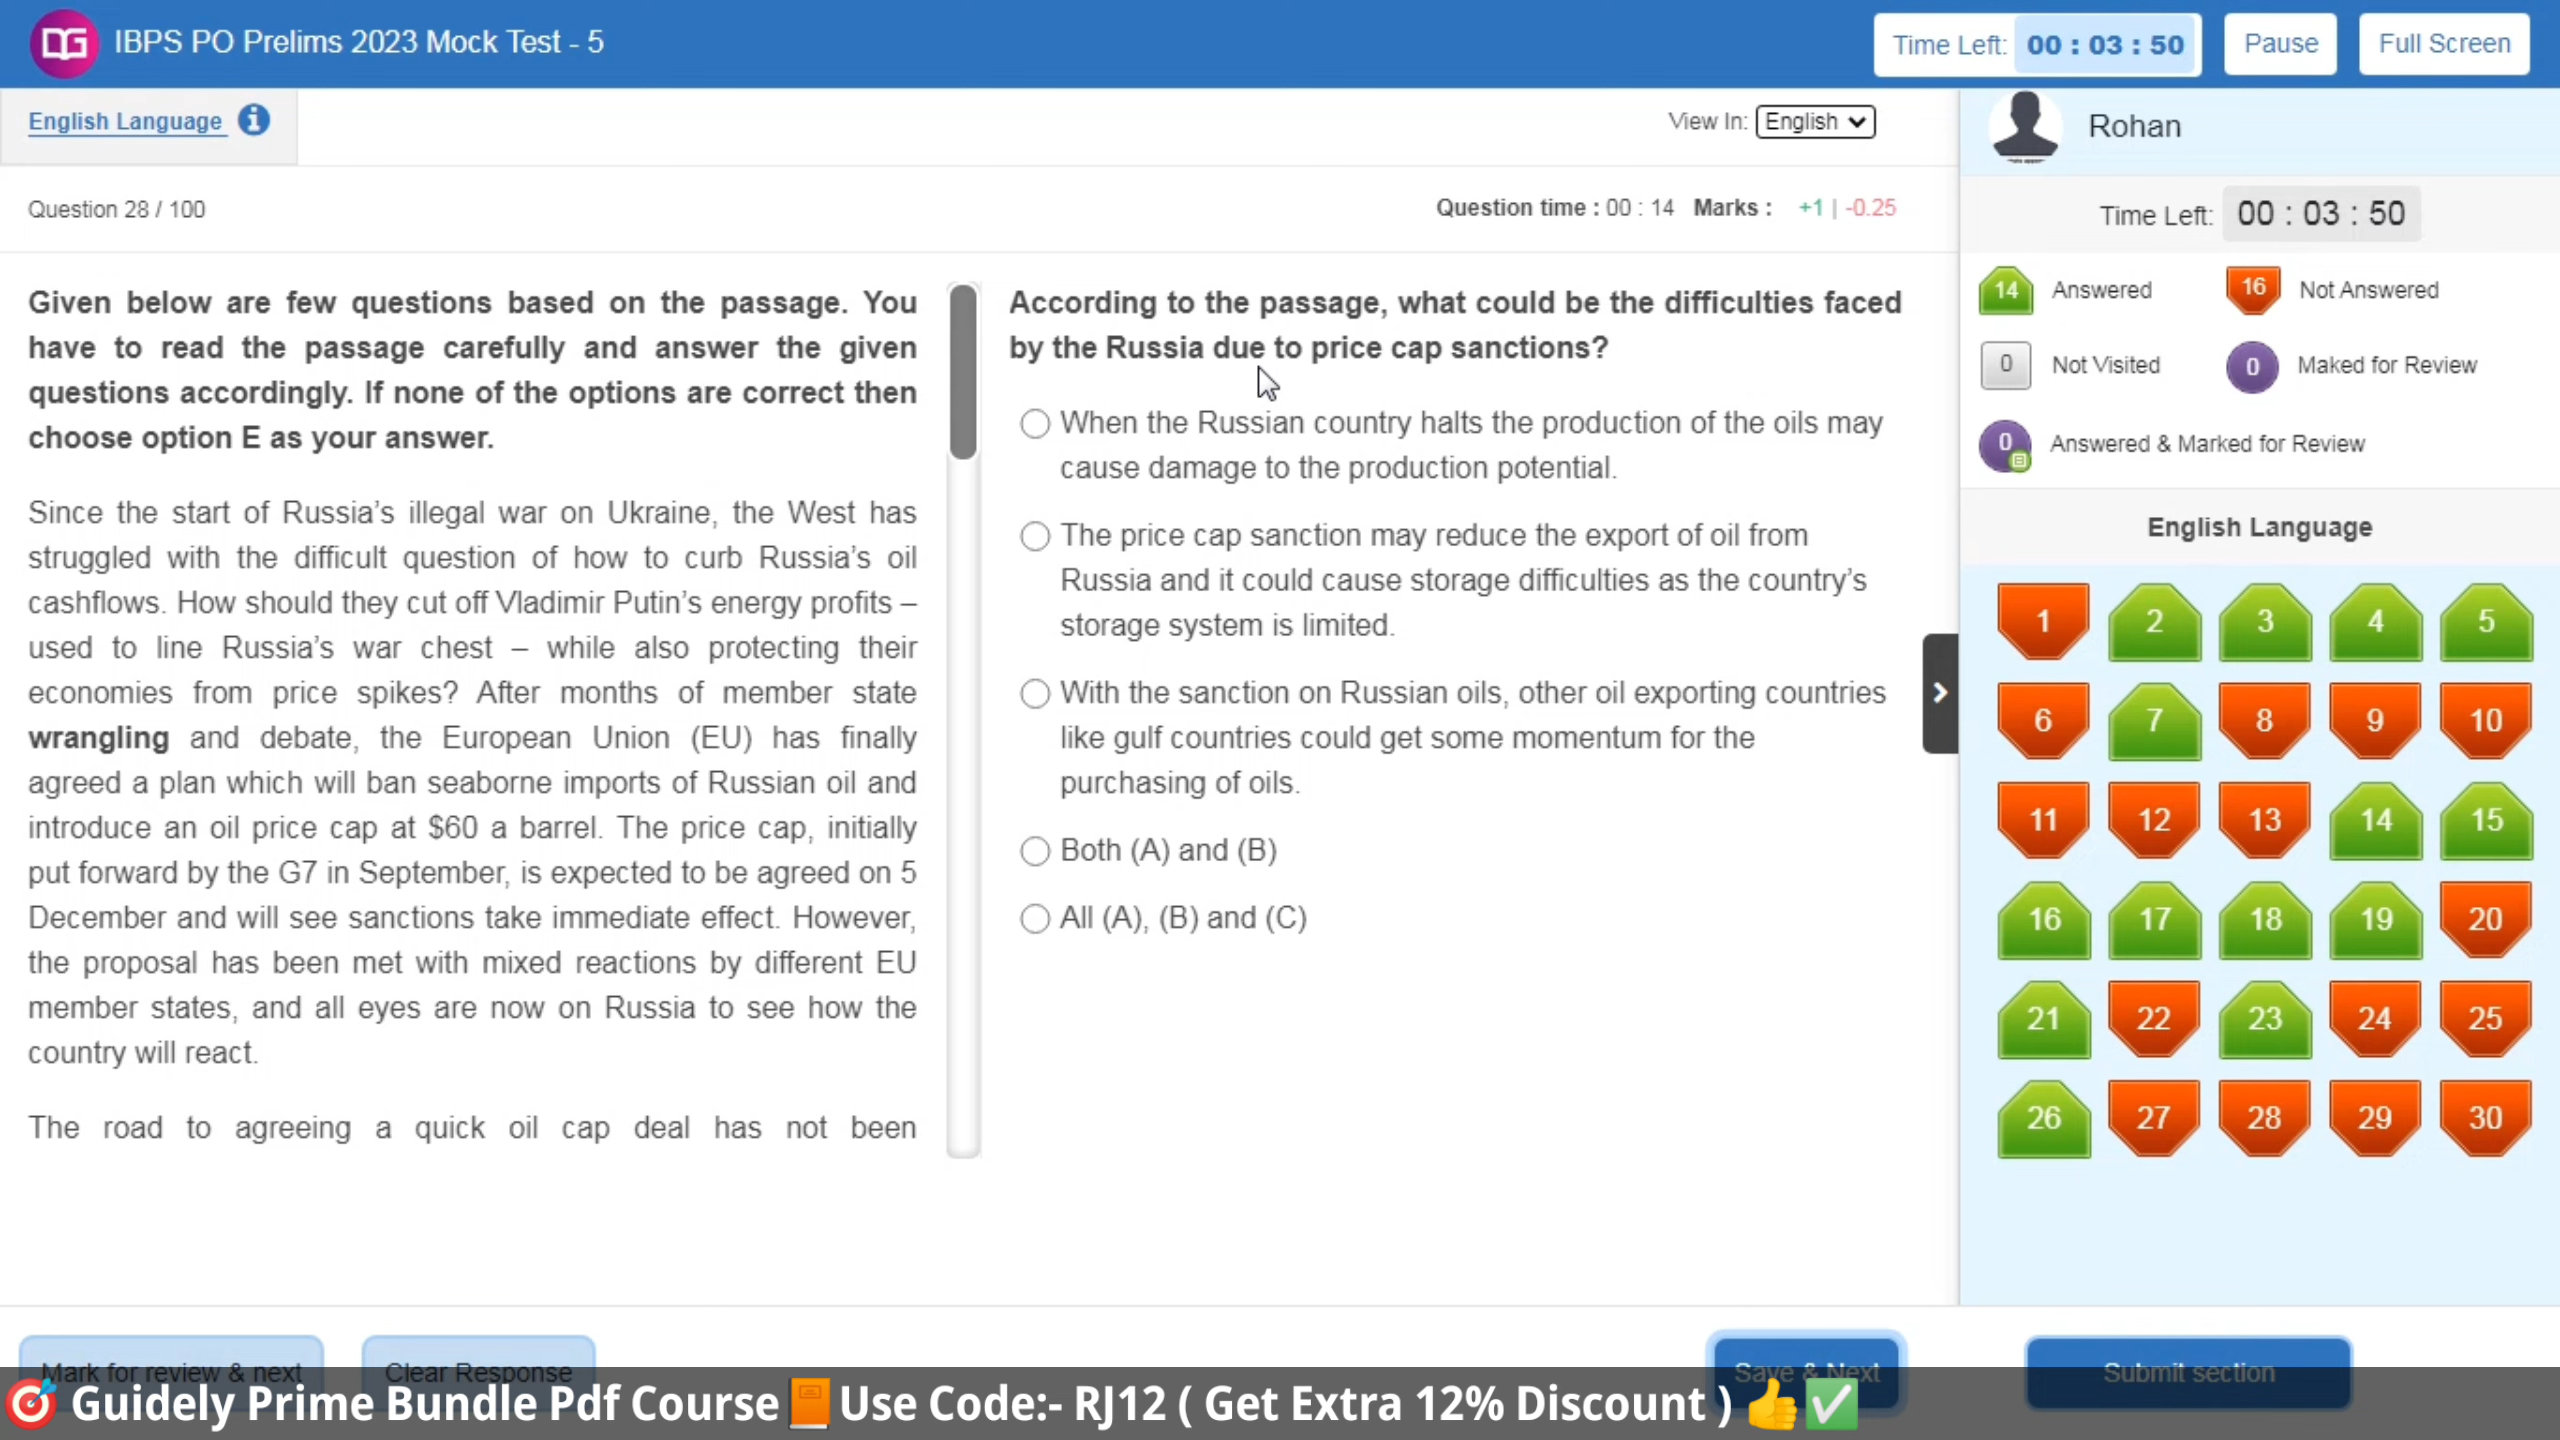 IBPS PO Prelims 2023 Mock Test - 5
Time Left: 00 : 03 : 50
Pause
Full Screen
English Language
View In: English
Rohan
Question 28 / 100
Question time : 00 : 14 Marks : +1 | -0.25
Time Left: 00 : 03 : 50
14 Answered
16 Not Answered
0 Not Visited
0 Maked for Review
0 Answered & Marked for Review
Given below are few questions based on the passage. You
have to read the passage carefully and answer the given
questions accordingly. If none of the options are correct then
choose option E as your answer.
Since the start of Russia’s illegal war on Ukraine, the West has
struggled with the difficult question of how to curb Russia’s oil
cashflows. How should they cut off Vladimir Putin’s energy profits –
used to line Russia’s war chest – while also protecting their
economies from price spikes? After months of member state
wrangling and debate, the European Union (EU) has finally
agreed a plan which will ban seaborne imports of Russian oil and
introduce an oil price cap at $60 a barrel. The price cap, initially
put forward by the G7 in September, is expected to be agreed on 5
December and will see sanctions take immediate effect. However,
the proposal has been met with mixed reactions by different EU
member states, and all eyes are now on Russia to see how the
country will react.
The road to agreeing a quick oil cap deal has not been
According to the passage, what could be the difficulties faced
by the Russia due to price cap sanctions?
When the Russian country halts the production of the oils may
cause damage to the production potential.
The price cap sanction may reduce the export of oil from
Russia and it could cause storage difficulties as the country’s
storage system is limited.
With the sanction on Russian oils, other oil exporting countries
like gulf countries could get some momentum for the
purchasing of oils.
Both (A) and (B)
All (A), (B) and (C)
English Language
1 2 3 4 5
6 7 8 9 10
11 12 13 14 15
16 17 18 19 20
21 22 23 24 25
26 27 28 29 30
Mark for review & next
Clear Response
Save & Next
Submit section
Guidely Prime Bundle Pdf Course Use Code:- RJ12 ( Get Extra 12% Discount )